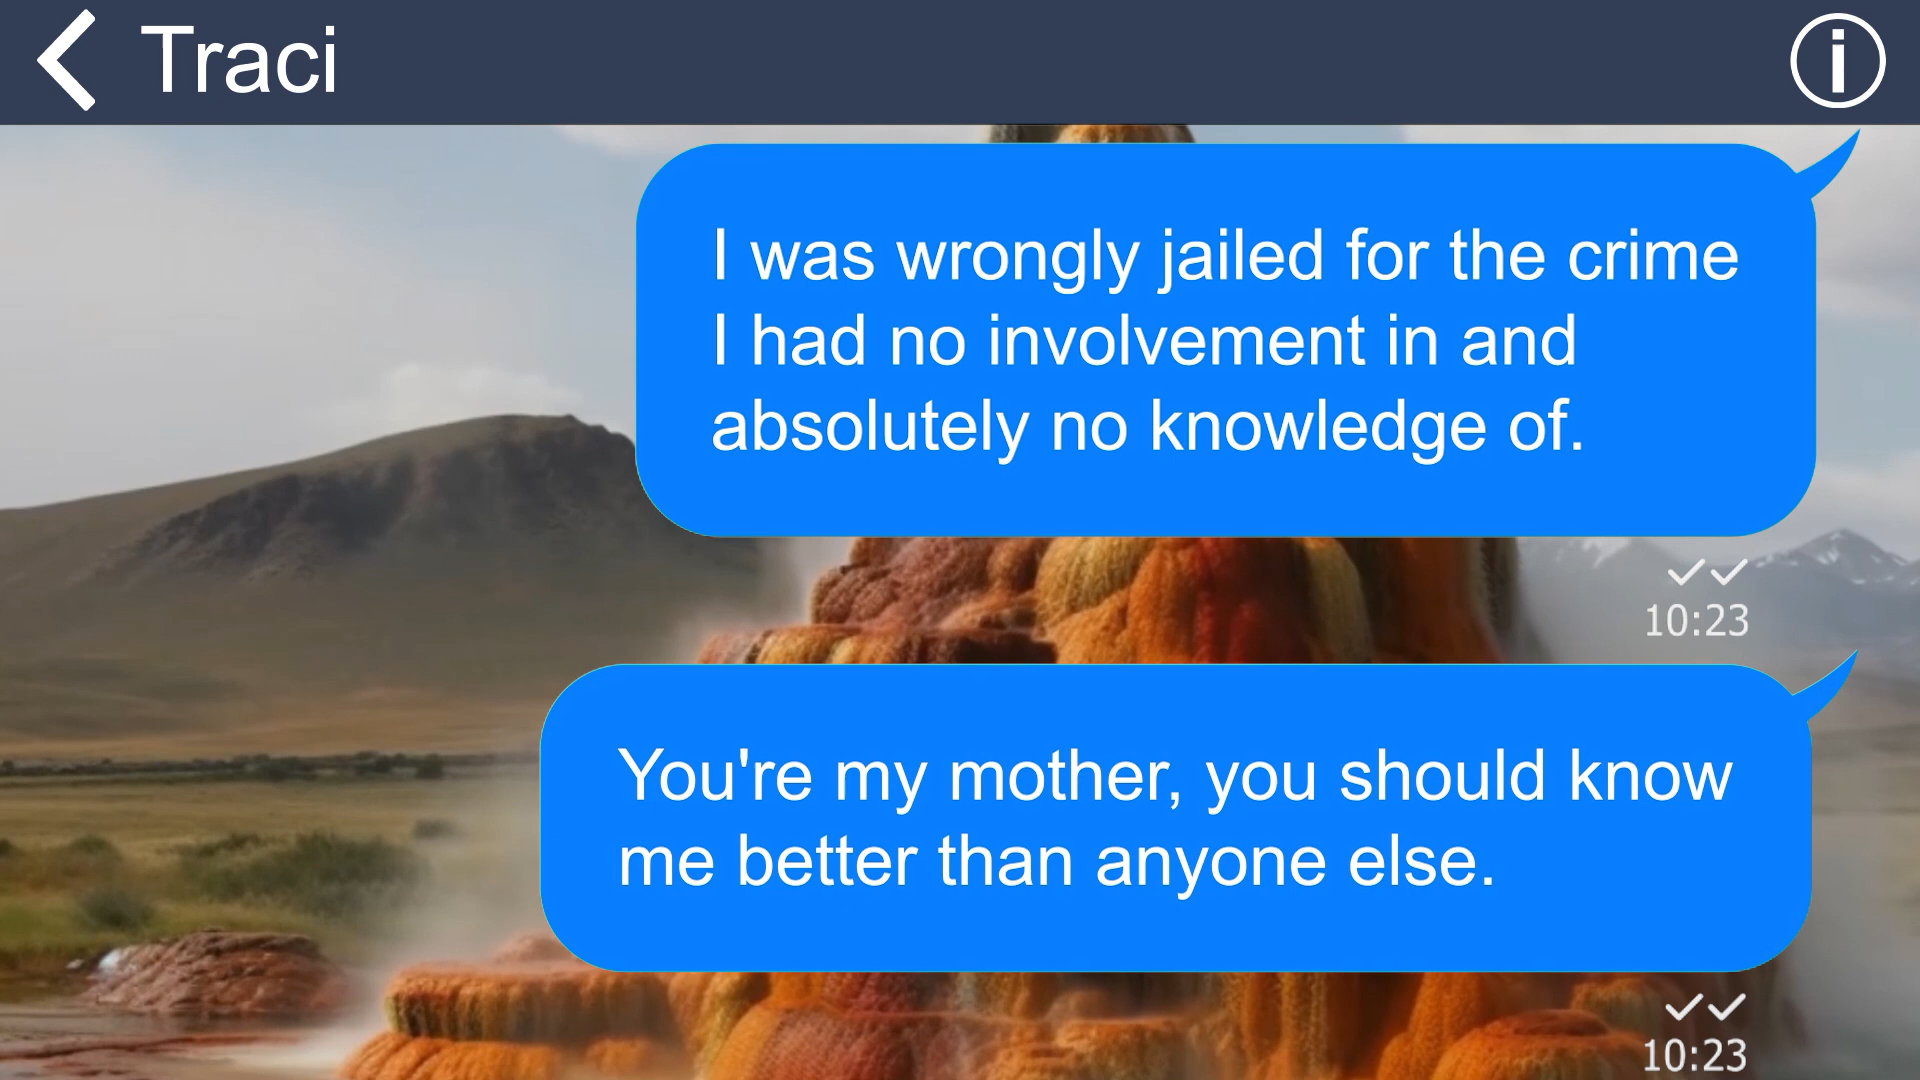 Traci
I was wrongly jailed for the crime
I had no involvement in and
absolutely no knowledge of.
10:23
You're my mother, you should know
me better than anyone else.
10:23